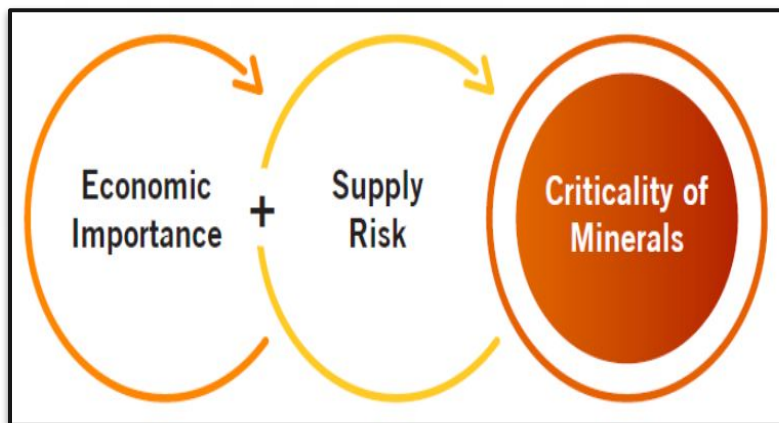 Economic
Importance
+
Supply
Risk
Criticality of
Minerals